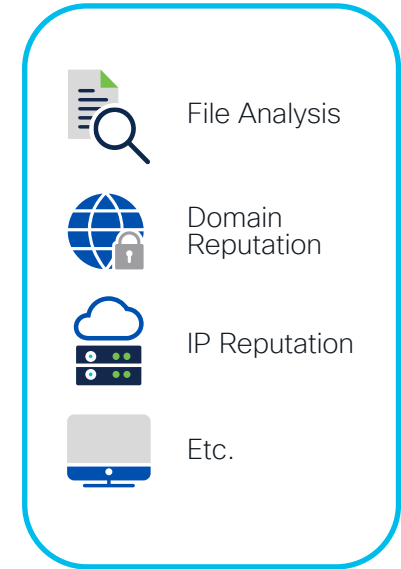 File Analysis
Domain
Reputation
IP Reputation
Etc.